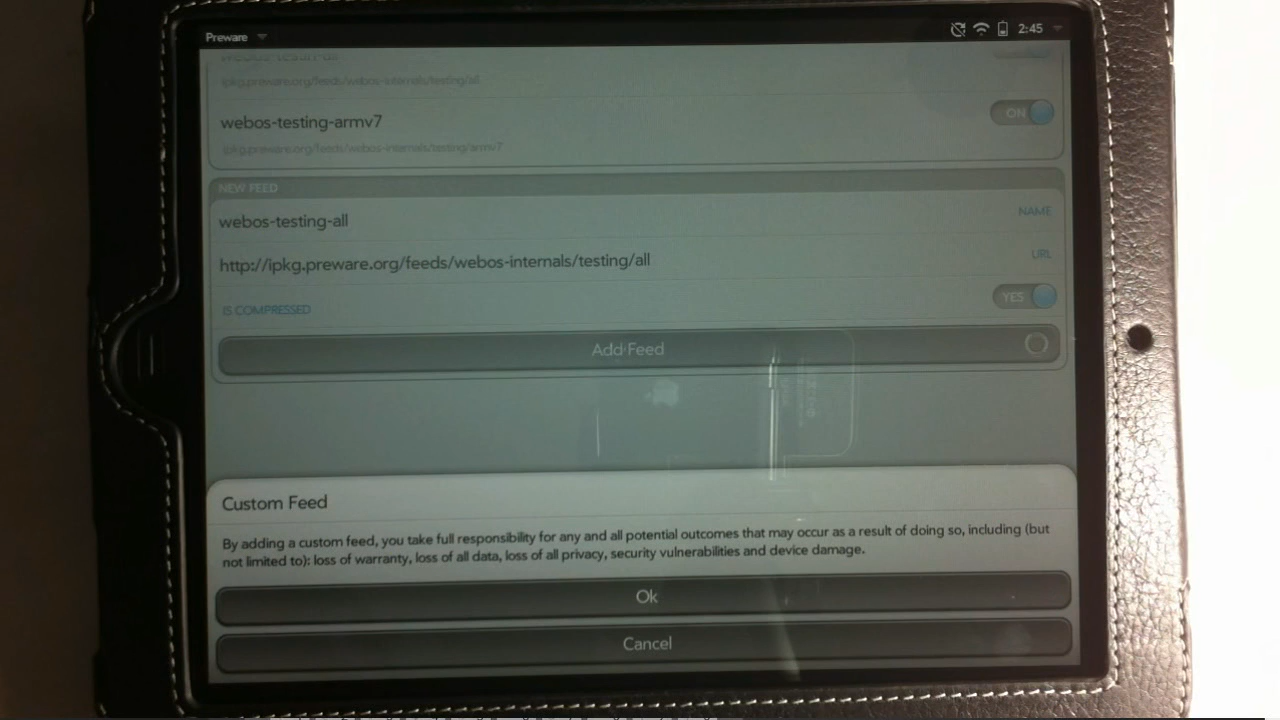 Preware
2:45
webos-testing-all
ipkg.preware.org/feeds/webos-internals/testing/all
webos-testing-armv7
ON
ipkg.preware.org/feeds/webos-internals/testing/armv7
NEW FEED
webos-testing-all
NAME
http://ipkg.preware.org/feeds/webos-internals/testing/all
URL
IS COMPRESSED
YES
Add Feed
Custom Feed
By adding a custom feed, you take full responsibility for any and all potential outcomes that may occur as a result of doing so, including (but
not limited to): loss of warranty, loss of all data, loss of all privacy, security vulnerabilities and device damage.
Ok
Cancel